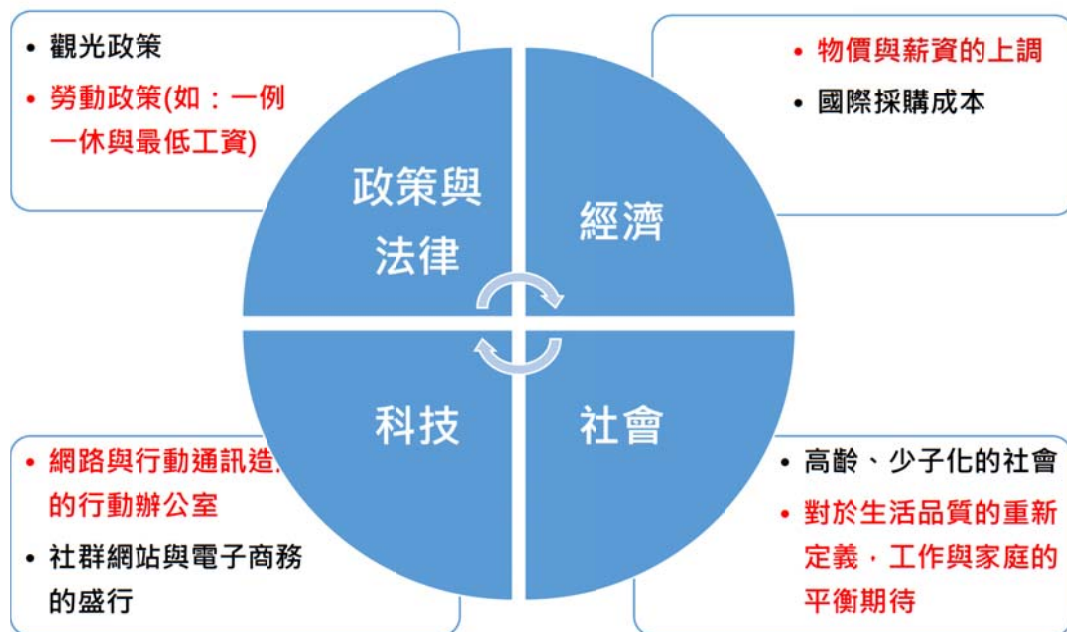 • 觀光政策
• 勞動政策(如：一例
一休與最低工資)
政策與
法律
• 物價與薪資的上調
• 國際採購成本
經濟
• 網路與行動通訊造
的行動辦公室
• 社群網站與電子商務
的盛行
科技
社會
• 高齡、少子化的社會
• 對於生活品質的重新
定義，工作與家庭的
平衡期待